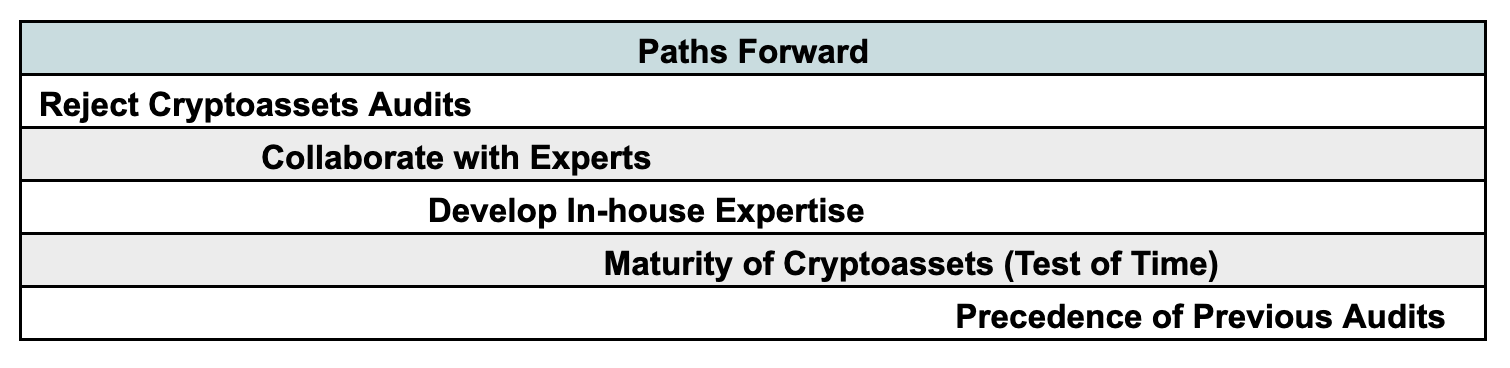 Paths Forward
Reject Cryptoassets Audits
Collaborate with Experts
Develop In-house Expertise
Maturity of Cryptoassets (Test of Time)
Precedence of Previous Audits